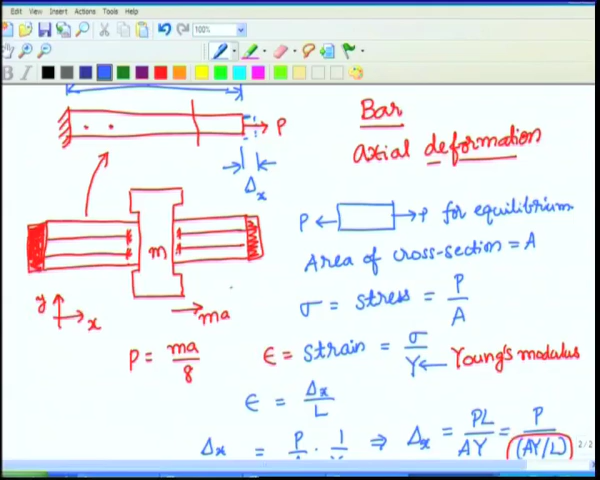 Edit View Insert Actions Tools Help
100%
B I
Bar
P
axial deformation
Δx
P ← → P for equilibrium
Area of cross-section = A
m
y
x
ma
σ = stress = P/A
P = ma/8
ϵ = strain = σ/Y ← Young's modulus
ϵ = Δx/L
Δx = P/A · 1/Y ⇒ Δx = PL/AY = P/(AY/L)
2/2